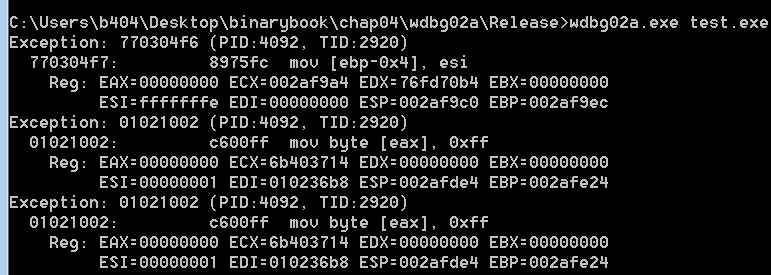 C:\Users\b404\Desktop\binarybook\chap04\wdbg02a\Release>wdbg02a.exe test.exe
Exception: 770304f6 (PID:4092, TID:2920)
770304f7: 8975fc mov [ebp-0x4], esi
Reg: EAX=00000000 ECX=002af9a4 EDX=76fd70b4 EBX=00000000
ESI=fffffffe EDI=00000000 ESP=002af9c0 EBP=002af9ec
Exception: 01021002 (PID:4092, TID:2920)
01021002: c600ff mov byte [eax], 0xff
Reg: EAX=00000000 ECX=6b403714 EDX=00000000 EBX=00000000
ESI=00000001 EDI=010236b8 ESP=002afde4 EBP=002afe24
Exception: 01021002 (PID:4092, TID:2920)
01021002: c600ff mov byte [eax], 0xff
Reg: EAX=00000000 ECX=6b403714 EDX=00000000 EBX=00000000
ESI=00000001 EDI=010236b8 ESP=002afde4 EBP=002afe24